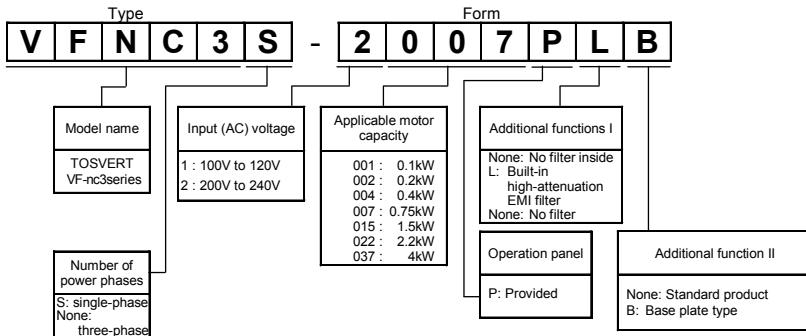 Type
Form
V F N C 3 S - 2 0 0 7 P L B
Model name
TOSVERT
VF-nc3series
Number of
power phases
S: single-phase
None:
three-phase
Input (AC) voltage
1 : 100V to 120V
2 : 200V to 240V
Applicable motor
capacity
001 : 0.1kW
002 : 0.2kW
004 : 0.4kW
007 : 0.75kW
015 : 1.5kW
022 : 2.2kW
037 : 4kW
Operation panel
P: Provided
Additional functions I
None: No filter inside
L: Built-in
high-attenuation
EMI filter
None: No filter
Additional function II
None: Standard product
B: Base plate type